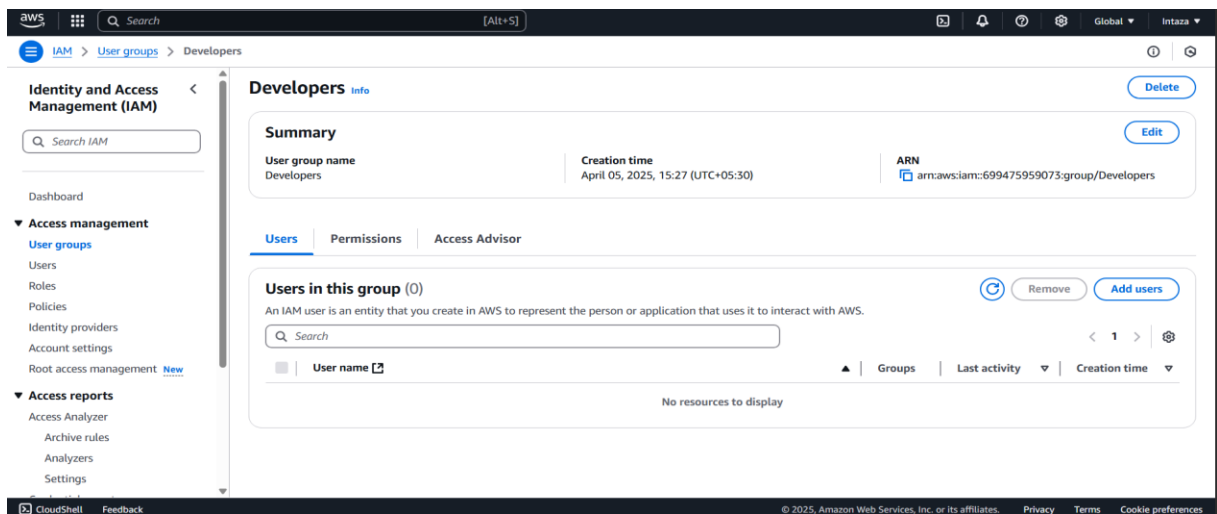 aws Search [Alt+S] Global Intaza
IAM > User groups > Developers
Identity and Access
Management (IAM)
Search IAM
Dashboard
Access management
User groups
Users
Roles
Policies
Identity providers
Account settings
Root access management New
Access reports
Access Analyzer
Archive rules
Analyzers
Settings
Developers Info Delete
Summary Edit
User group name Creation time ARN
Developers April 05, 2025, 15:27 (UTC+05:30) arn:aws:iam::699475959073:group/Developers
Users Permissions Access Advisor
Users in this group (0) Remove Add users
An IAM user is an entity that you create in AWS to represent the person or application that uses it to interact with AWS.
Search < 1 >
User name Groups Last activity Creation time
No resources to display
CloudShell Feedback © 2025, Amazon Web Services, Inc. or its affiliates. Privacy Terms Cookie preferences